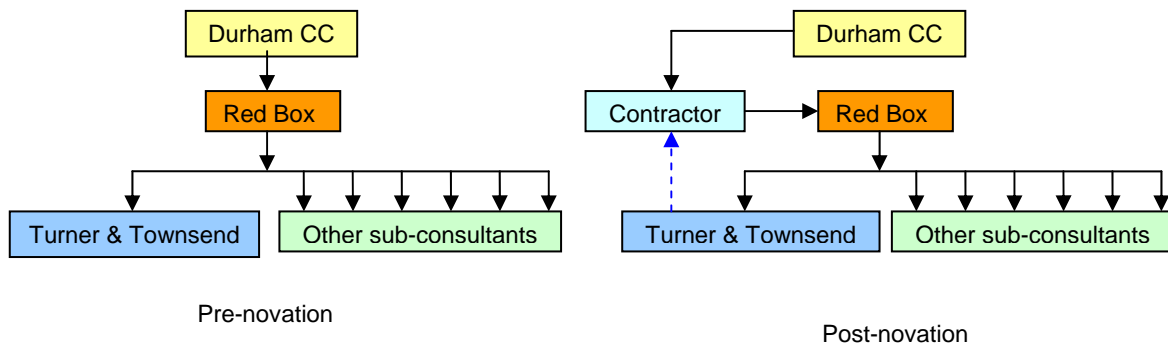 Durham CC
Red Box
Turner & Townsend
Other sub-consultants
Pre-novation
Durham CC
Contractor
Red Box
Turner & Townsend
Other sub-consultants
Post-novation